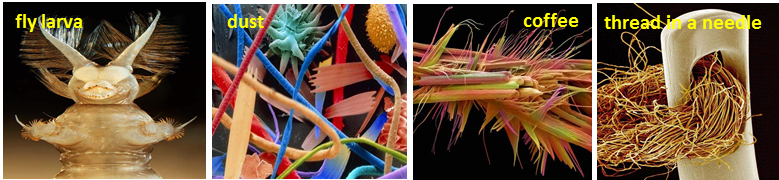 fly larva
dust
coffee
thread in a needle